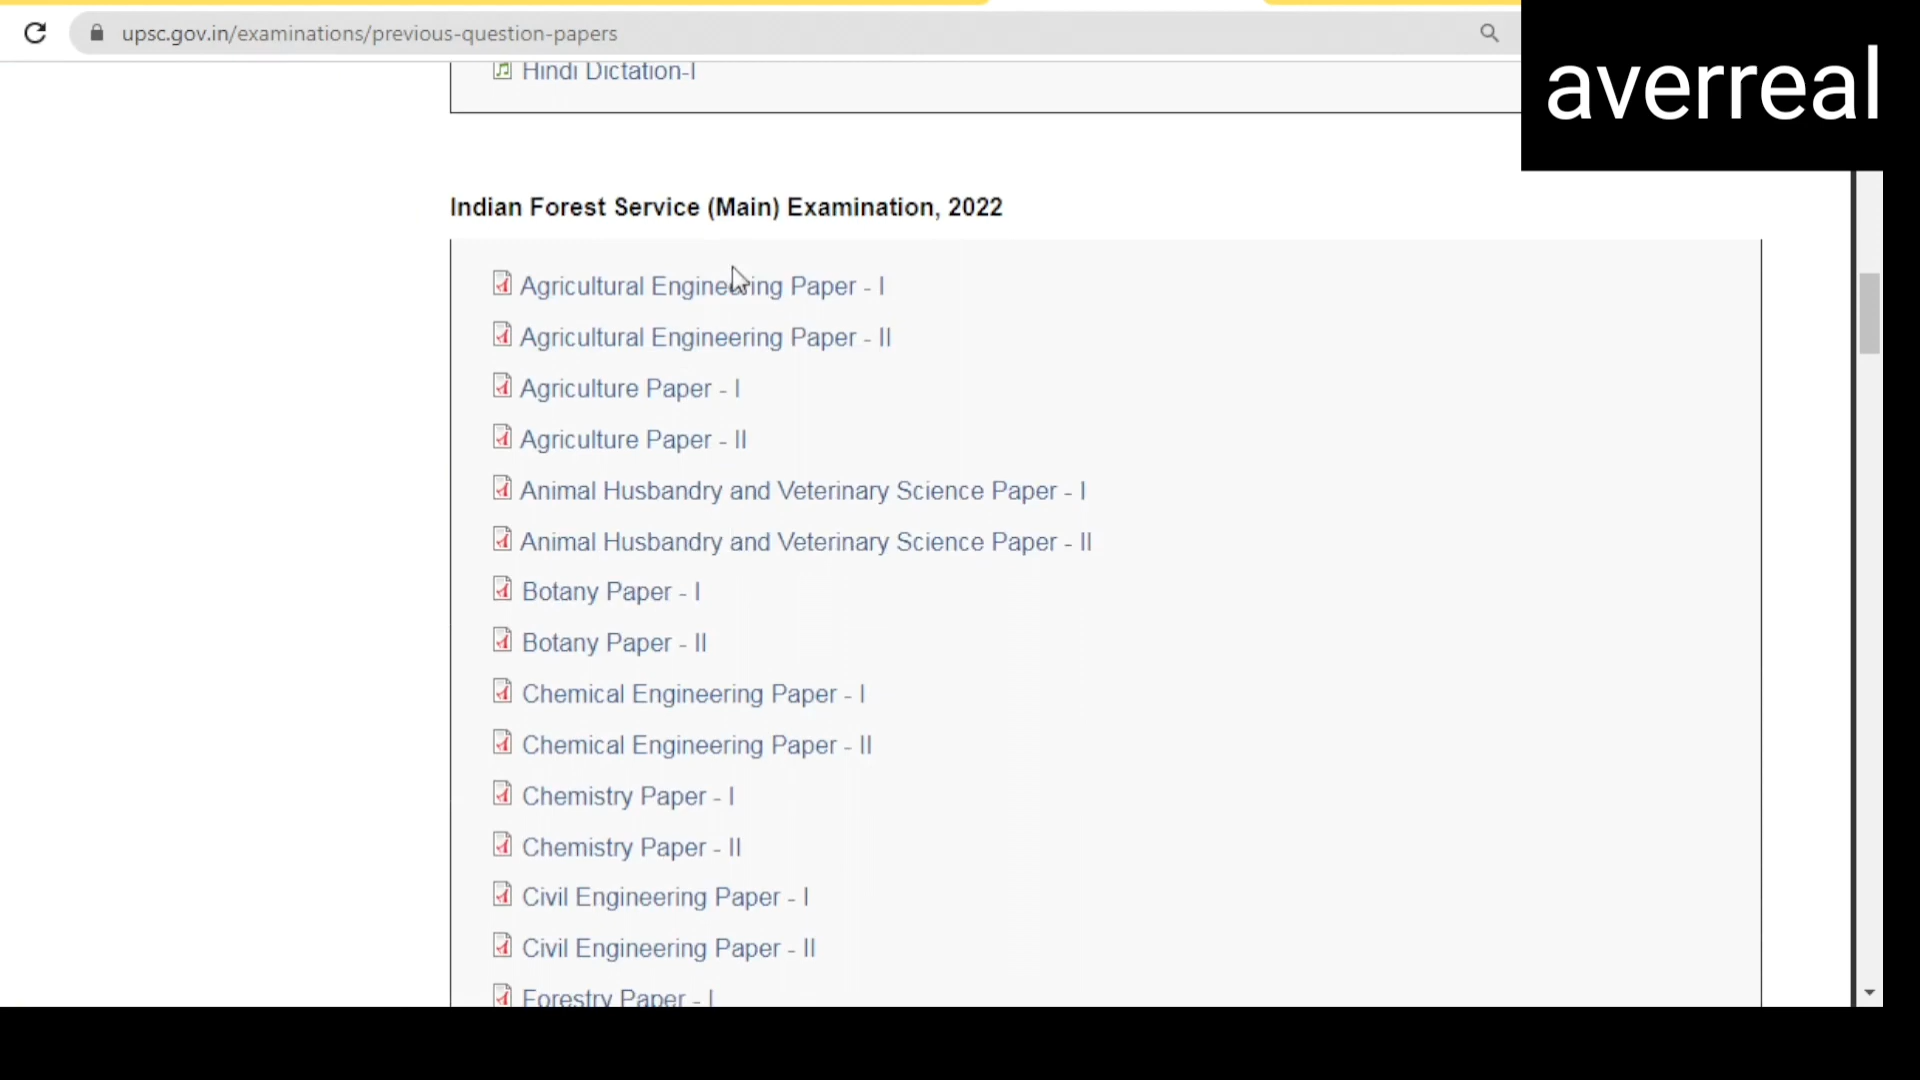 upsc.gov.in/examinations/previous-question-papers
averreal
Hindi Dictation-I
Indian Forest Service (Main) Examination, 2022
Agricultural Engineering Paper - I
Agricultural Engineering Paper - II
Agriculture Paper - I
Agriculture Paper - II
Animal Husbandry and Veterinary Science Paper - I
Animal Husbandry and Veterinary Science Paper - II
Botany Paper - I
Botany Paper - II
Chemical Engineering Paper - I
Chemical Engineering Paper - II
Chemistry Paper - I
Chemistry Paper - II
Civil Engineering Paper - I
Civil Engineering Paper - II
Forestry Paper - I